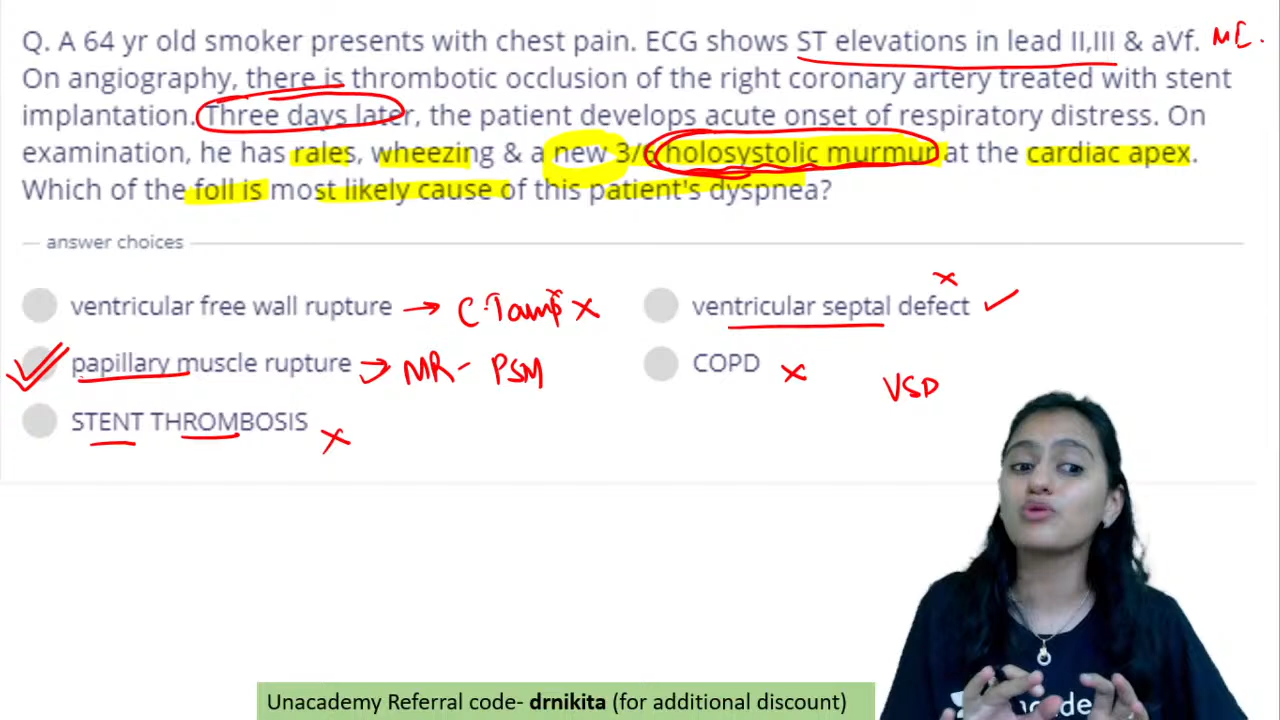 Q. A 64 yr old smoker presents with chest pain. ECG shows ST elevations in lead II,III & aVf.
On angiography, there is thrombotic occlusion of the right coronary artery treated with stent
implantation. Three days later, the patient develops acute onset of respiratory distress. On
examination, he has rales, wheezing & a new 3/6 holosystolic murmur at the cardiac apex.
Which of the foll is most likely cause of this patient's dyspnea?
answer choices
ventricular free wall rupture → C.Tamp x
ventricular septal defect
papillary muscle rupture → MR - PSM
COPD
VSD
STENT THROMBOSIS
Unacademy Referral code- drnikita (for additional discount)